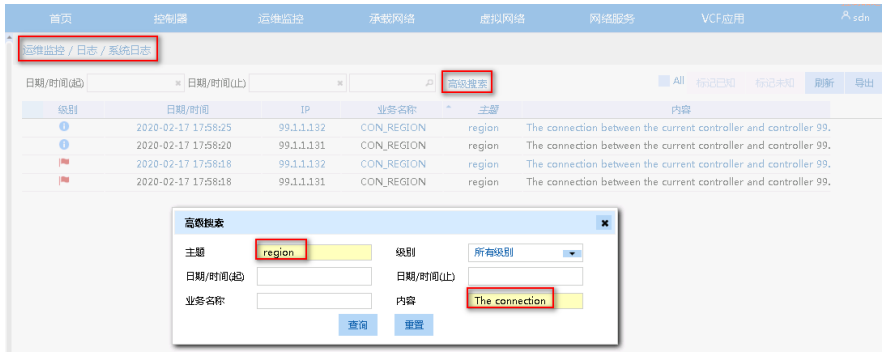 首页 控制器 运维监控 承载网络 虚拟网络 网络服务 VCF应用 sdn
运维监控 / 日志 / 系统日志
日期/时间(起) 日期/时间(止) 高级搜索 All 标记已知 标记未知 刷新 导出
级别 日期/时间 IP 业务名称 主题 内容
2020-02-17 17:58:25 99.1.1.132 CON_REGION region The connection between the current controller and controller 99.
2020-02-17 17:58:20 99.1.1.131 CON_REGION region The connection between the current controller and controller 99.
2020-02-17 17:58:18 99.1.1.132 CON_REGION region The connection between the current controller and controller 99.
2020-02-17 17:58:18 99.1.1.131 CON_REGION region The connection between the current controller and controller 99.
高级搜索
主题 region 级别 所有级别
日期/时间(起) 日期/时间(止)
业务名称 内容 The connection
查询 重置